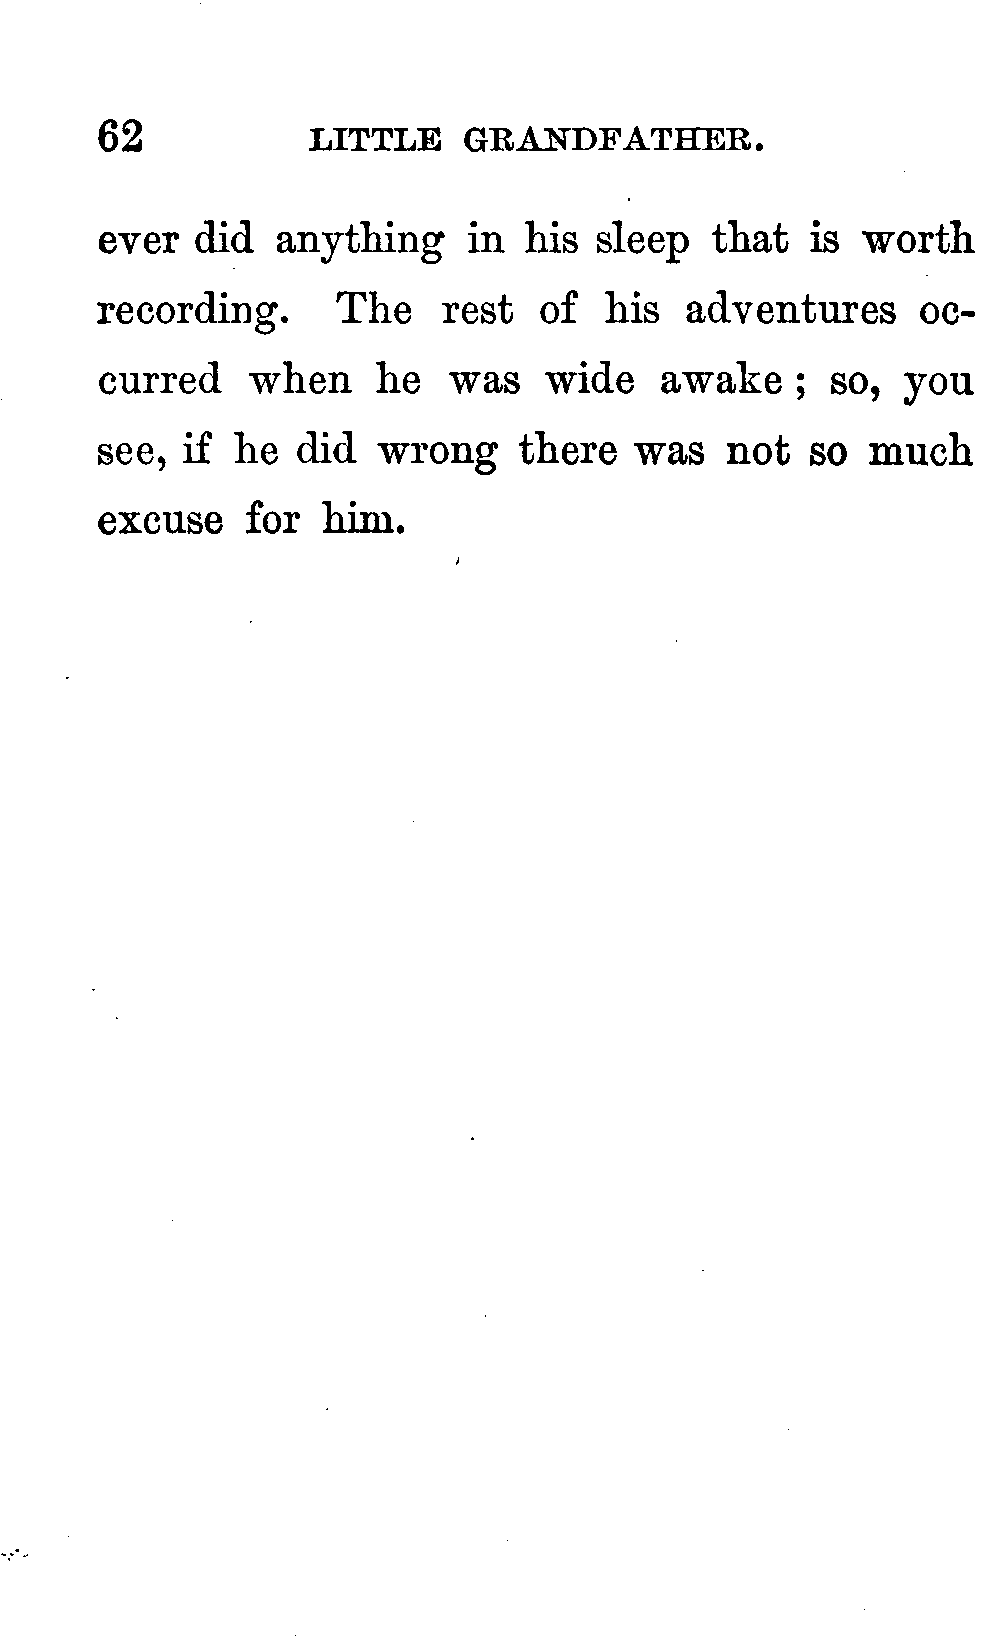 62 LITTLE GRANDFATHER.
ever did anything in his sleep that is worth
recording. The rest of his adventures oc-
curred when he was wide awake ; so, you
see, if he did wrong there was not so much
excuse for him.